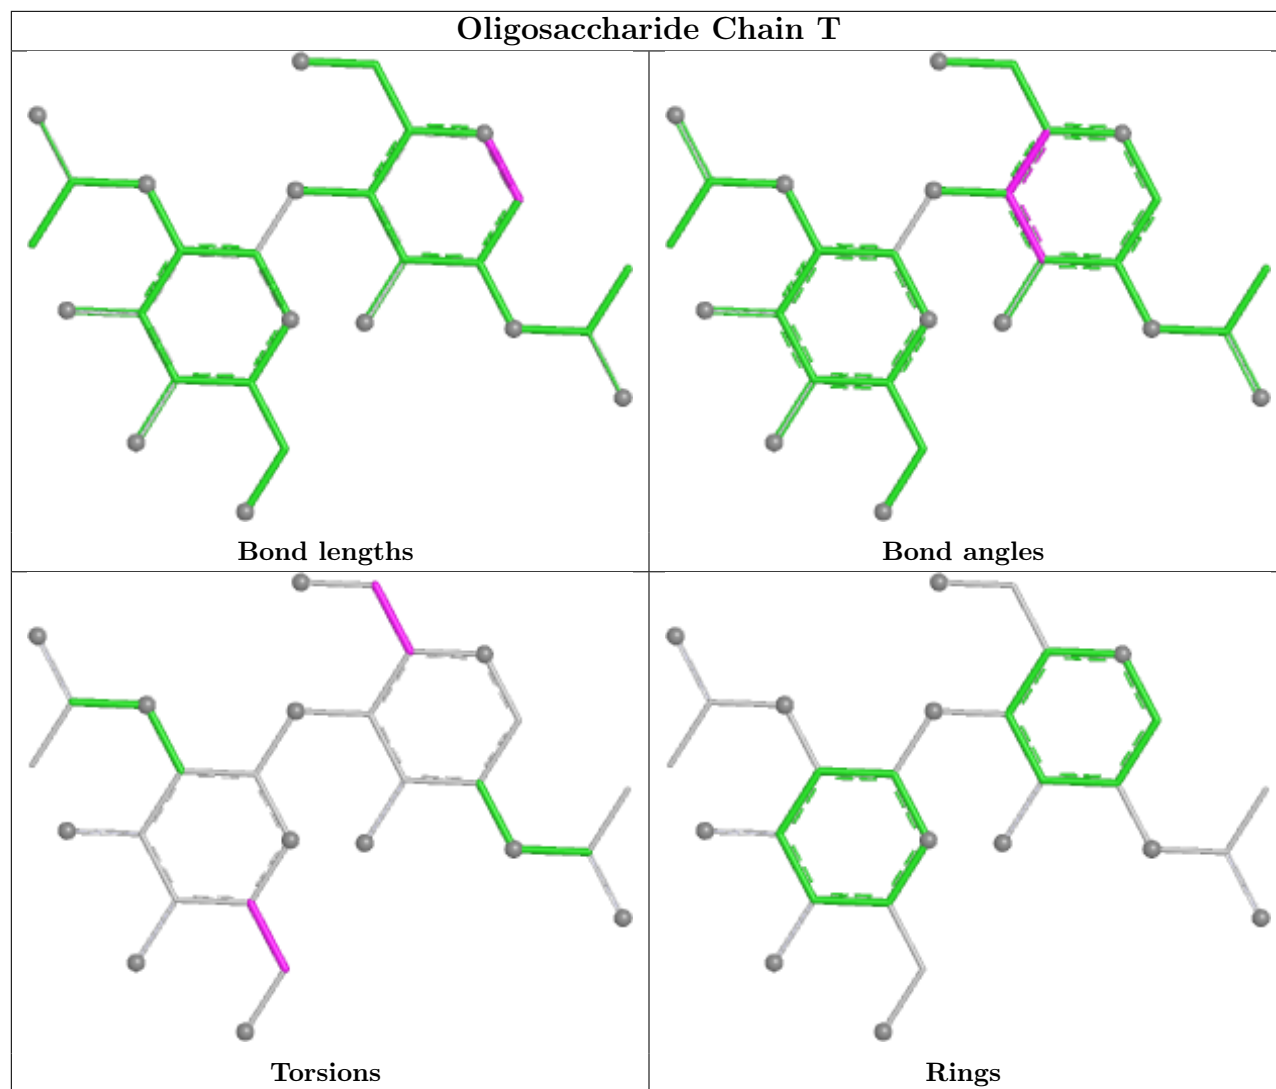 Oligosaccharide Chain T
Bond lengths
Bond angles
Torsions
Rings